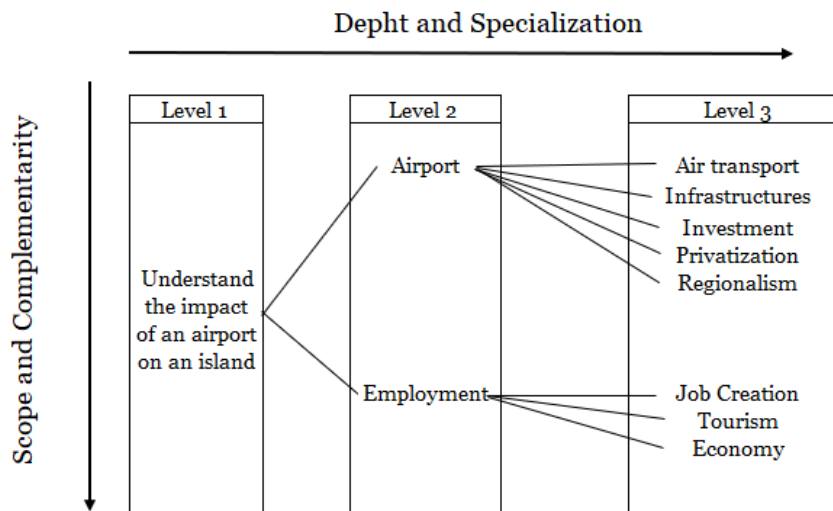 Depht and Specialization
Scope and Complementarity
Level 1
Level 2
Level 3
Understand
the impact
of an airport
on an island
Airport
Employment
Air transport
Infrastructures
Investment
Privatization
Regionalism
Job Creation
Tourism
Economy